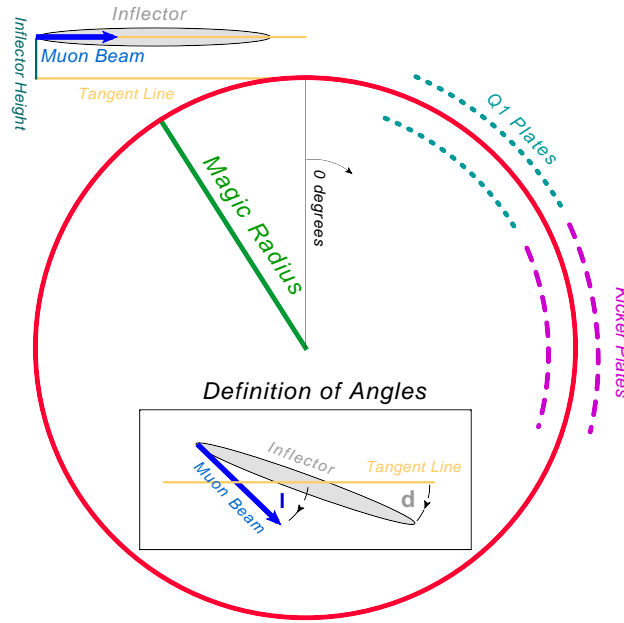 Inflector
Inflector Height
Muon Beam
Tangent Line
Q1 Plates
0 degrees
Magic Radius
Kicker Plates
Definition of Angles
Inflector
Tangent Line
Muon Beam
I
d